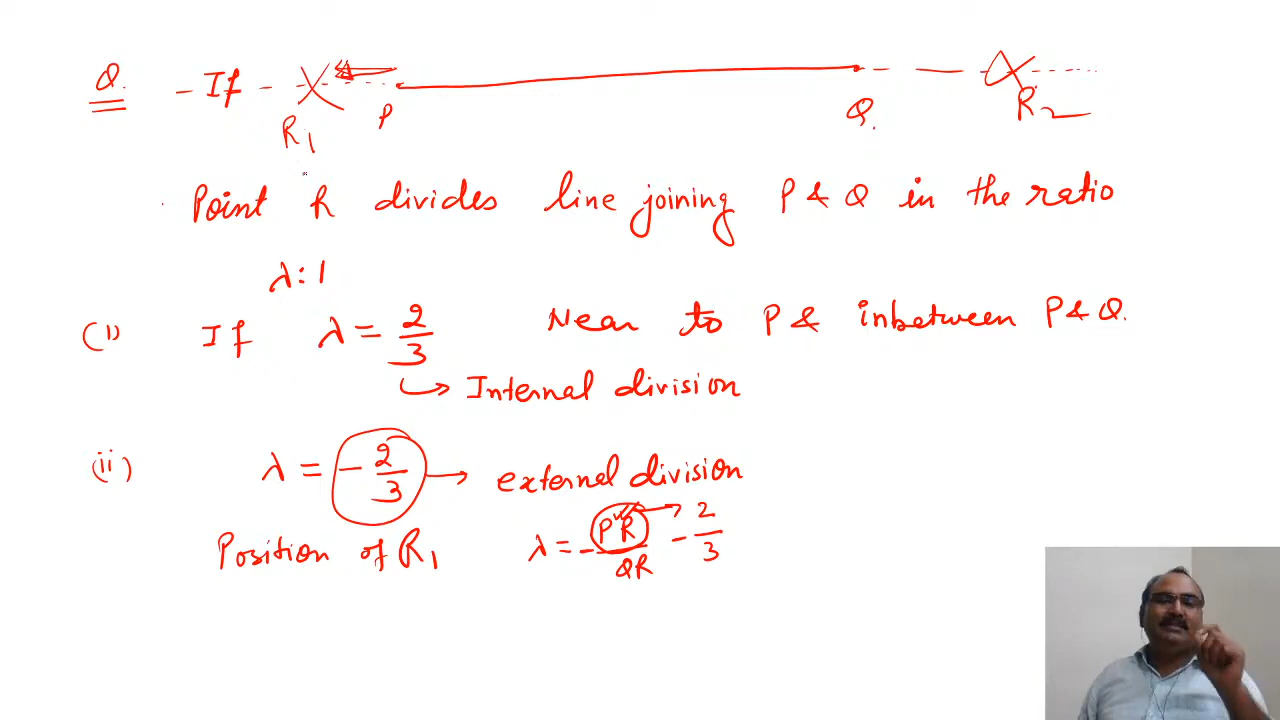 Q. - If
R1 P Q. R2
Point R divides line joining P & Q in the ratio
λ:1
(i) If λ = 2/3 Near to P & inbetween P & Q.
↳ Internal division
(ii) λ = - 2/3 → external division
Position of R1 λ = - PR/QR → - 2/3